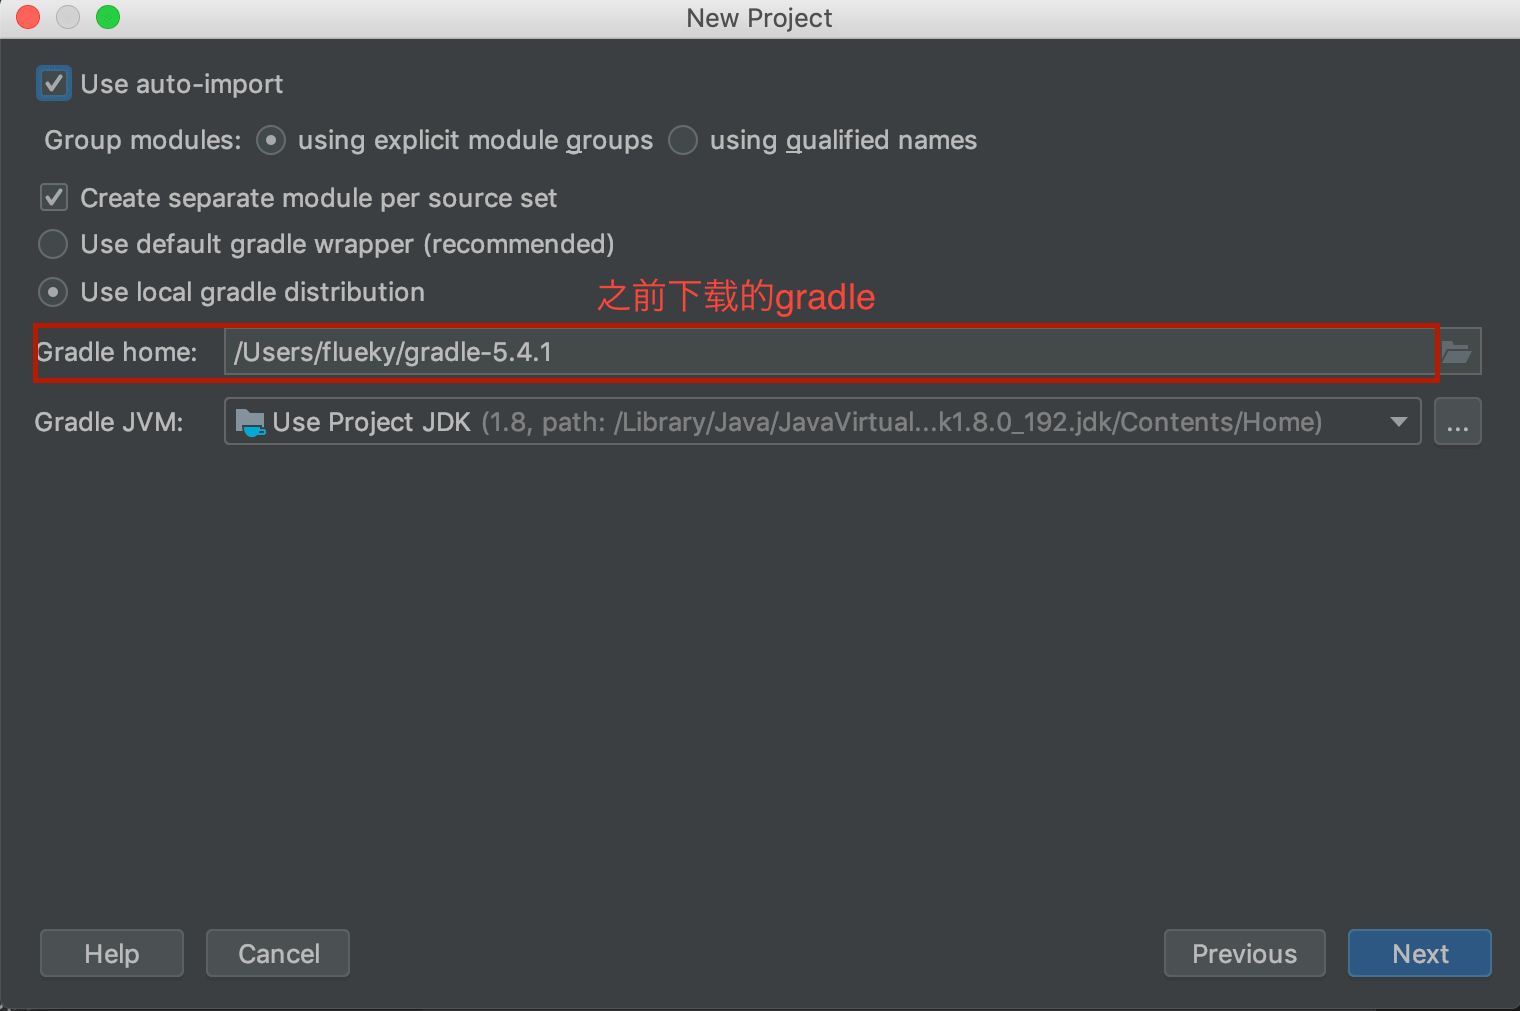 New Project
Use auto-import
Group modules: using explicit module groups using qualified names
Create separate module per source set
Use default gradle wrapper (recommended)
Use local gradle distribution
之前下载的gradle
Gradle home: /Users/flueky/gradle-5.4.1
Gradle JVM: Use Project JDK (1.8, path: /Library/Java/JavaVirtual...k1.8.0_192.jdk/Contents/Home) ...
Help Cancel Previous Next